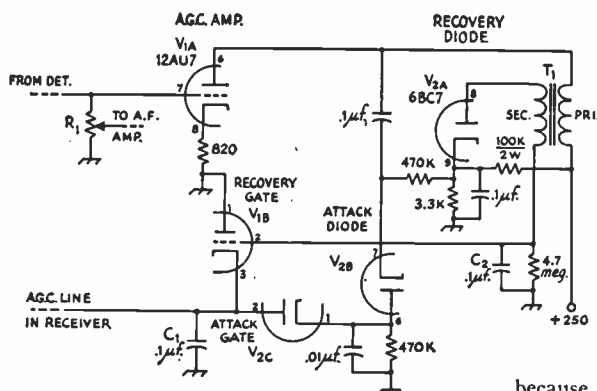 A.G.C. AMP.
RECOVERY
DIODE
V1A
12AU7
6
FROM DET.
7
8
R1
TO A.F.
AMP.
820
.1µf.
V2A
6BC7
8
9
T1
SEC.
PRI.
100K
2W
470K
3.3K
.1µf.
RECOVERY
GATE
1
V1B
2
3
ATTACK
DIODE
7
V2B
6
C2
.1µf.
4.7
meg.
+250
A.G.C. LINE
IN RECEIVER
C1
.1µf.
ATTACK
GATE
2
1
V2C
.01µf.
470K
because